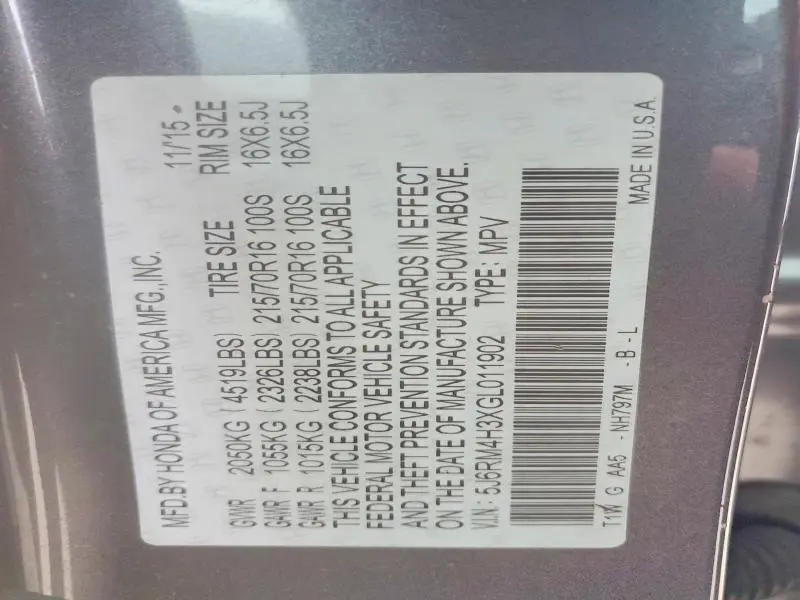 MFD.BY HONDA OF AMERICA MFG.,INC. 11/15
GVWR 2050KG (4519LBS) TIRE SIZE RIM SIZE
GAWR F 1055KG (2326LBS) 215/70R16 100S 16X6.5J
GAWR R 1015KG (2238LBS) 215/70R16 100S 16X6.5J
THIS VEHICLE CONFORMS TO ALL APPLICABLE
FEDERAL MOTOR VEHICLE SAFETY
AND THEFT PREVENTION STANDARDS IN EFFECT
ON THE DATE OF MANUFACTURE SHOWN ABOVE.
V.I.N: 5J6RM4H3XGL011902 TYPE: MPV
T1W G AA5 -NH797M -B-L MADE IN U.S.A.